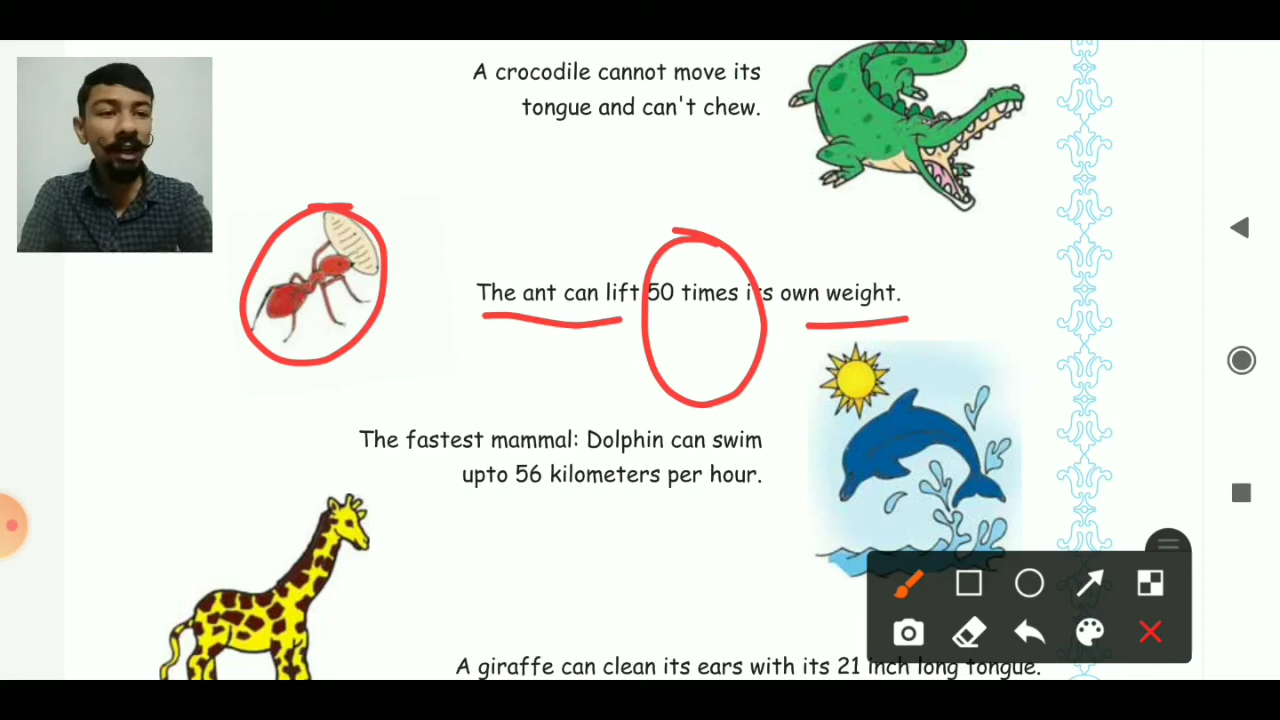 A crocodile cannot move its
tongue and can't chew.
The ant can lift 50 times its own weight.
The fastest mammal: Dolphin can swim
upto 56 kilometers per hour.
A giraffe can clean its ears with its 21 inch long tongue.